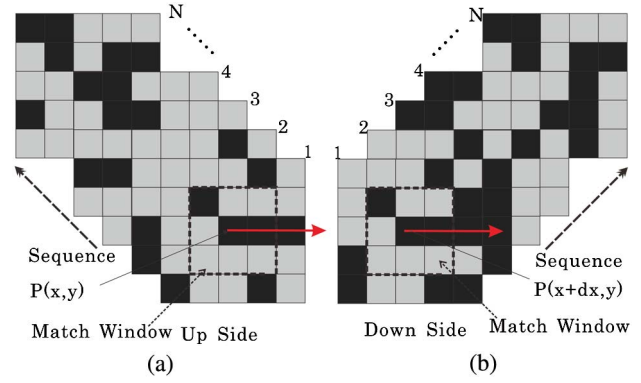 N
4
3
2
1
Sequence
P(x,y)
Match Window
Up Side
(a)
N
4
3
2
1
Sequence
P(x+dx,y)
Down Side
Match Window
(b)